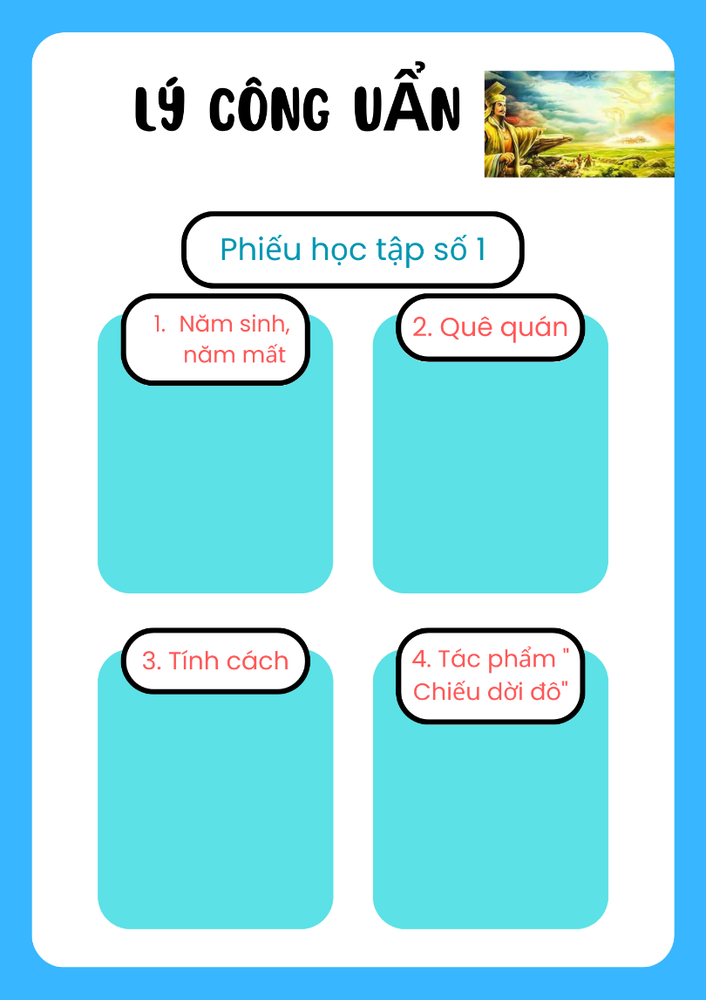 LÝ CÔNG UẨN
Phiếu học tập số 1
1. Năm sinh,
năm mất
2. Quê quán
3. Tính cách
4. Tác phẩm "
Chiếu dời đô"